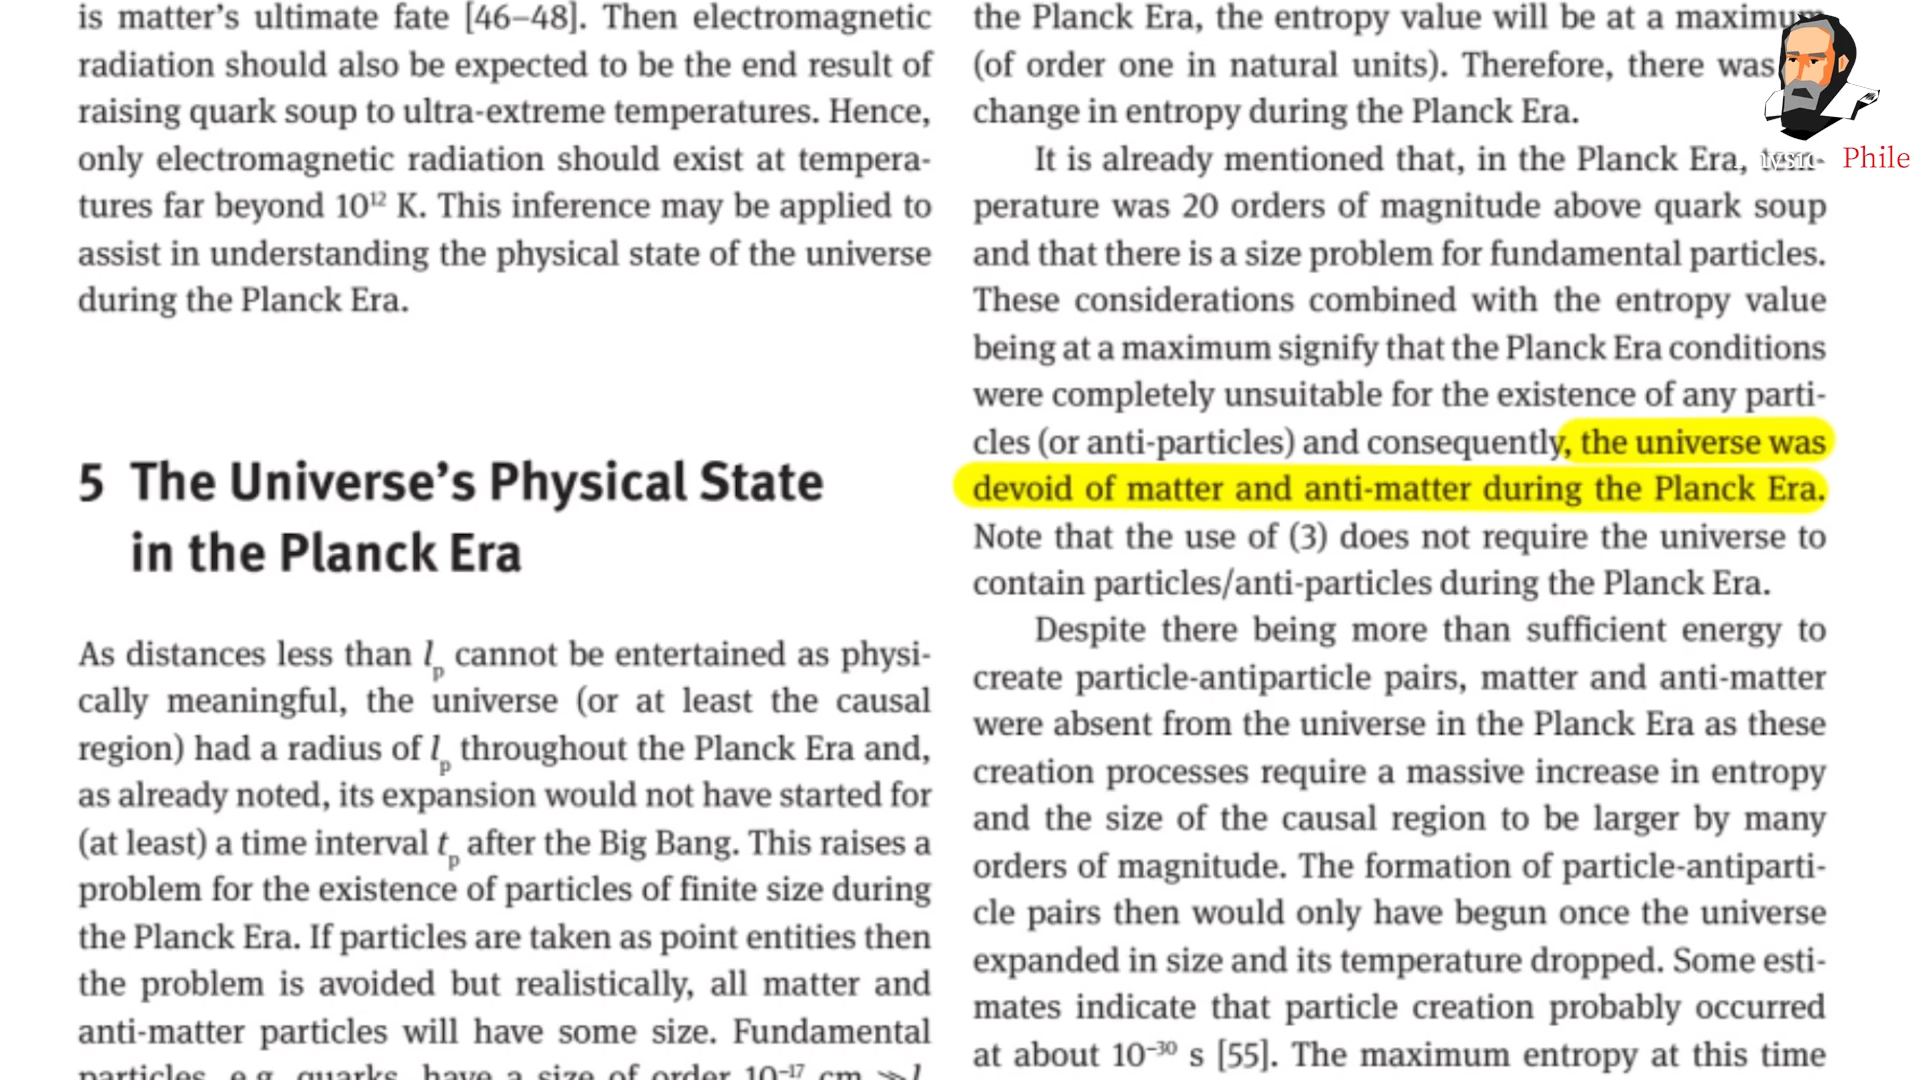 is matter’s ultimate fate [46–48]. Then electromagnetic
radiation should also be expected to be the end result of
raising quark soup to ultra-extreme temperatures. Hence,
only electromagnetic radiation should exist at tempera-
tures far beyond 10¹² K. This inference may be applied to
assist in understanding the physical state of the universe
during the Planck Era.
5 The Universe’s Physical State
in the Planck Era
As distances less than lₚ cannot be entertained as physi-
cally meaningful, the universe (or at least the causal
region) had a radius of lₚ throughout the Planck Era and,
as already noted, its expansion would not have started for
(at least) a time interval tₚ after the Big Bang. This raises a
problem for the existence of particles of finite size during
the Planck Era. If particles are taken as point entities then
the problem is avoided but realistically, all matter and
anti-matter particles will have some size. Fundamental
particles, e.g. quarks, have a size of order 10⁻¹⁷ cm ≫ l
the Planck Era, the entropy value will be at a maximum
(of order one in natural units). Therefore, there was
change in entropy during the Planck Era.
It is already mentioned that, in the Planck Era,
perature was 20 orders of magnitude above quark soup
and that there is a size problem for fundamental particles.
These considerations combined with the entropy value
being at a maximum signify that the Planck Era conditions
were completely unsuitable for the existence of any parti-
cles (or anti-particles) and consequently, the universe was
devoid of matter and anti-matter during the Planck Era.
Note that the use of (3) does not require the universe to
contain particles/anti-particles during the Planck Era.
Despite there being more than sufficient energy to
create particle-antiparticle pairs, matter and anti-matter
were absent from the universe in the Planck Era as these
creation processes require a massive increase in entropy
and the size of the causal region to be larger by many
orders of magnitude. The formation of particle-antiparti-
cle pairs then would only have begun once the universe
expanded in size and its temperature dropped. Some esti-
mates indicate that particle creation probably occurred
at about 10⁻³⁰ s [55]. The maximum entropy at this time
Phile